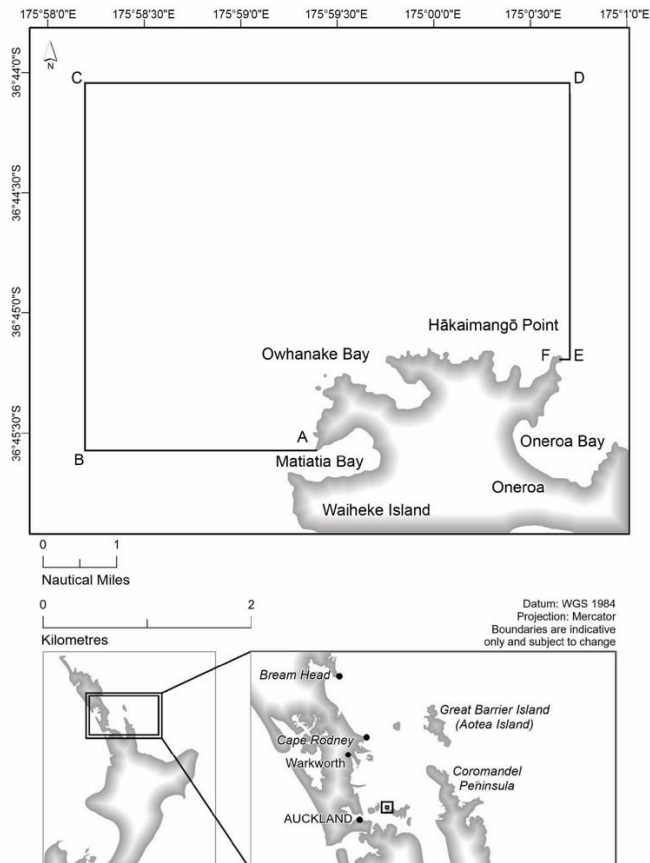 175°58'0"E 175°58'30"E 175°59'0"E 175°59'30"E 175°00'0"E 175°0'30"E 175°1'0"E
36°44'0"S
36°44'30"S
36°45'0"S
36°45'30"S
N
C
D
Hākaimangō Point
Owhanake Bay
F E
A
Oneroa Bay
B
Matiatia Bay
Oneroa
Waiheke Island
0 1
Nautical Miles
0 2
Kilometres
Datum: WGS 1984
Projection: Mercator
Boundaries are indicative
only and subject to change
Bream Head
Great Barrier Island
(Aotea Island)
Cape Rodney
Warkworth
Coromandel
Peninsula
AUCKLAND